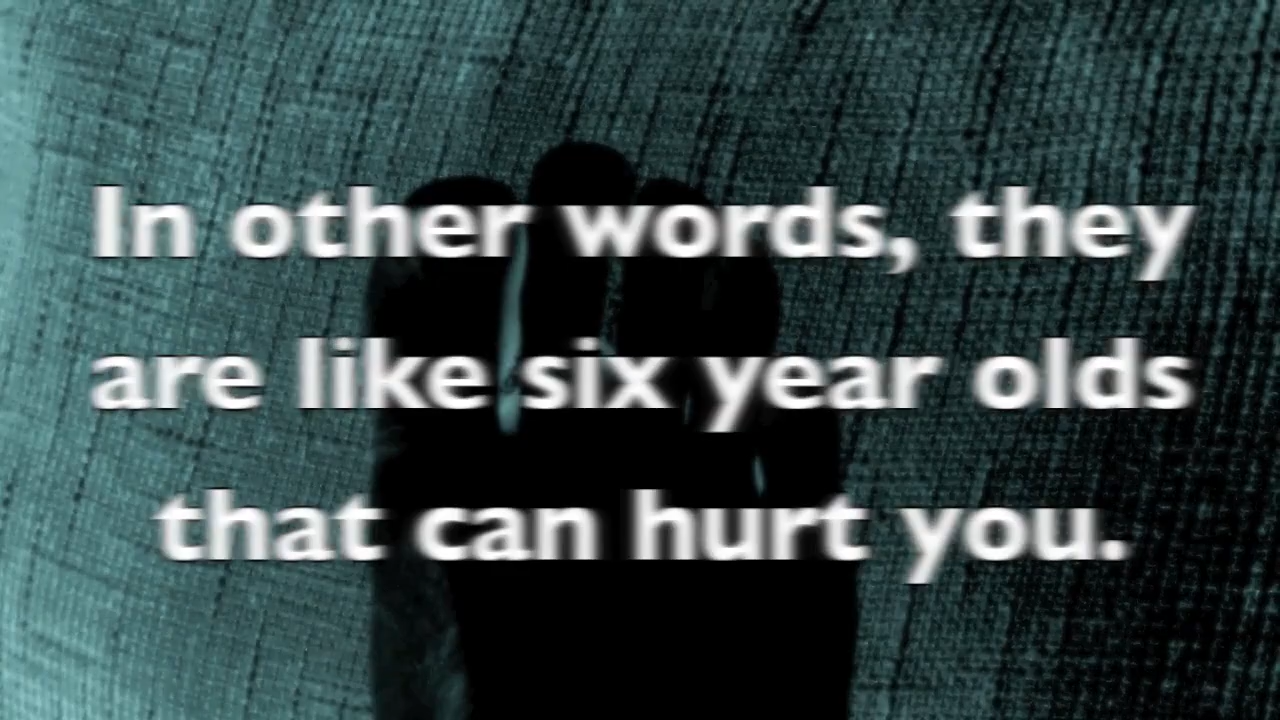 In other words, they
are like six year olds
that can hurt you.